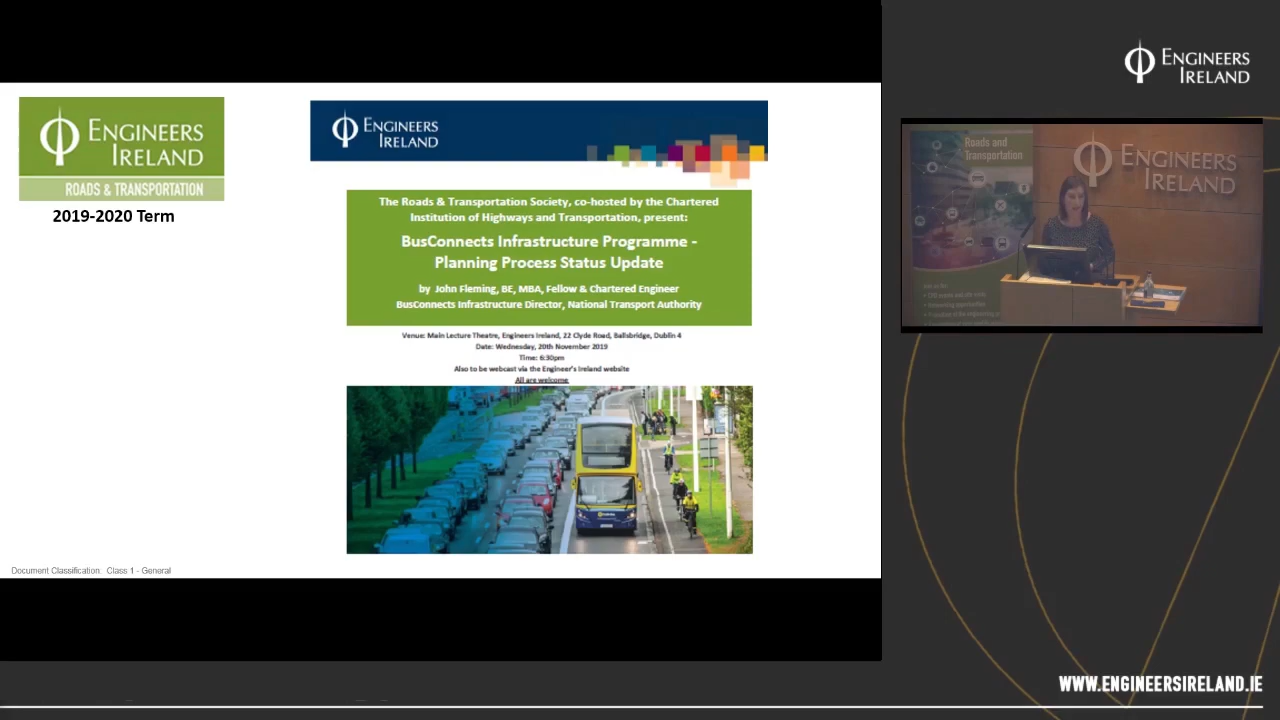 ENGINEERS
IRELAND
ROADS & TRANSPORTATION
2019-2020 Term
ENGINEERS
IRELAND
The Roads & Transportation Society, co-hosted by the Chartered
Institution of Highways and Transportation, present:
BusConnects Infrastructure Programme -
Planning Process Status Update
by John Fleming, BE, MBA, Fellow & Chartered Engineer
BusConnects Infrastructure Director, National Transport Authority
Venue: Main Lecture Theatre, Engineers Ireland, 22 Clyde Road, Ballsbridge, Dublin 4
Date: Wednesday, 20th November 2019
Time: 6:30pm
Also to be webcast via the Engineer's Ireland website
All are welcome
Document Classification: Class 1 - General
ENGINEERS
IRELAND
Roads and
Transportation
ENGINEERS
IRELAND
WWW.ENGINEERSIRELAND.IE